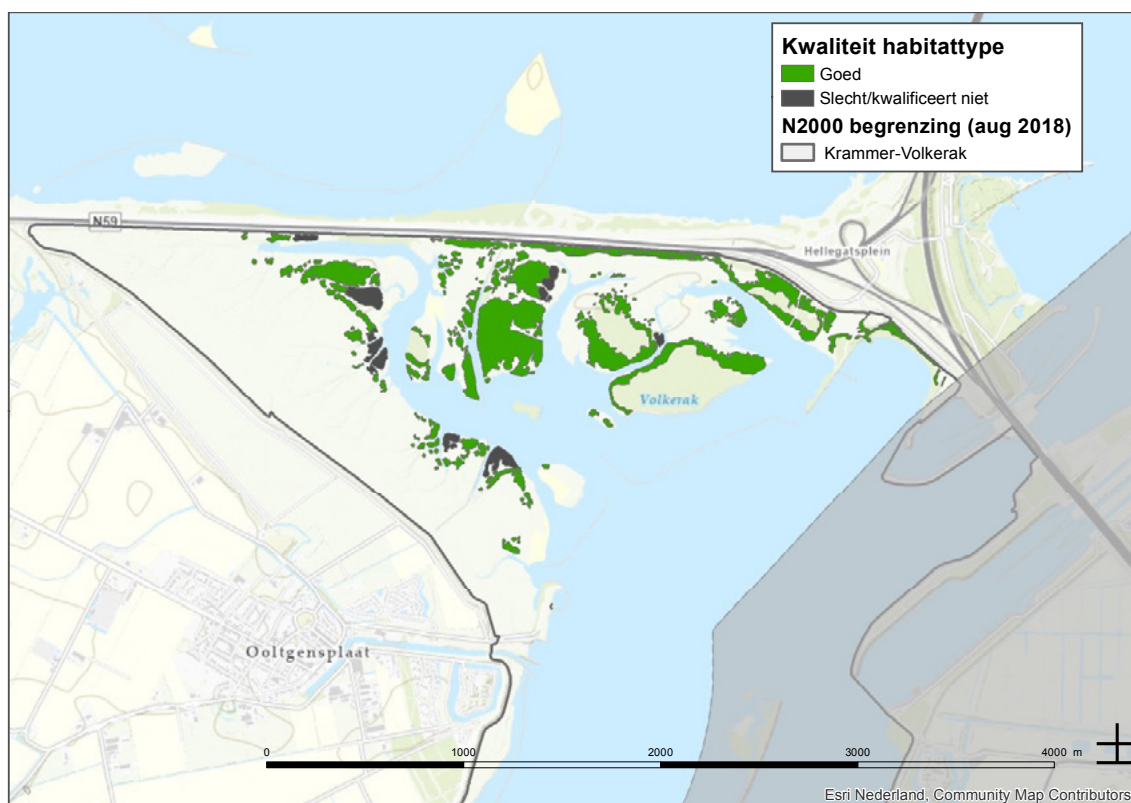 Kwaliteit habitattype
Goed
Slecht/kwalificeert niet
N2000 begrenzing (aug 2018)
Krammer-Volkerak
N59
Hellegatsplein
Volkerak
Ooltgensplaat
0 1000 2000 3000 4000 m
Esri Nederland, Community Map Contributors